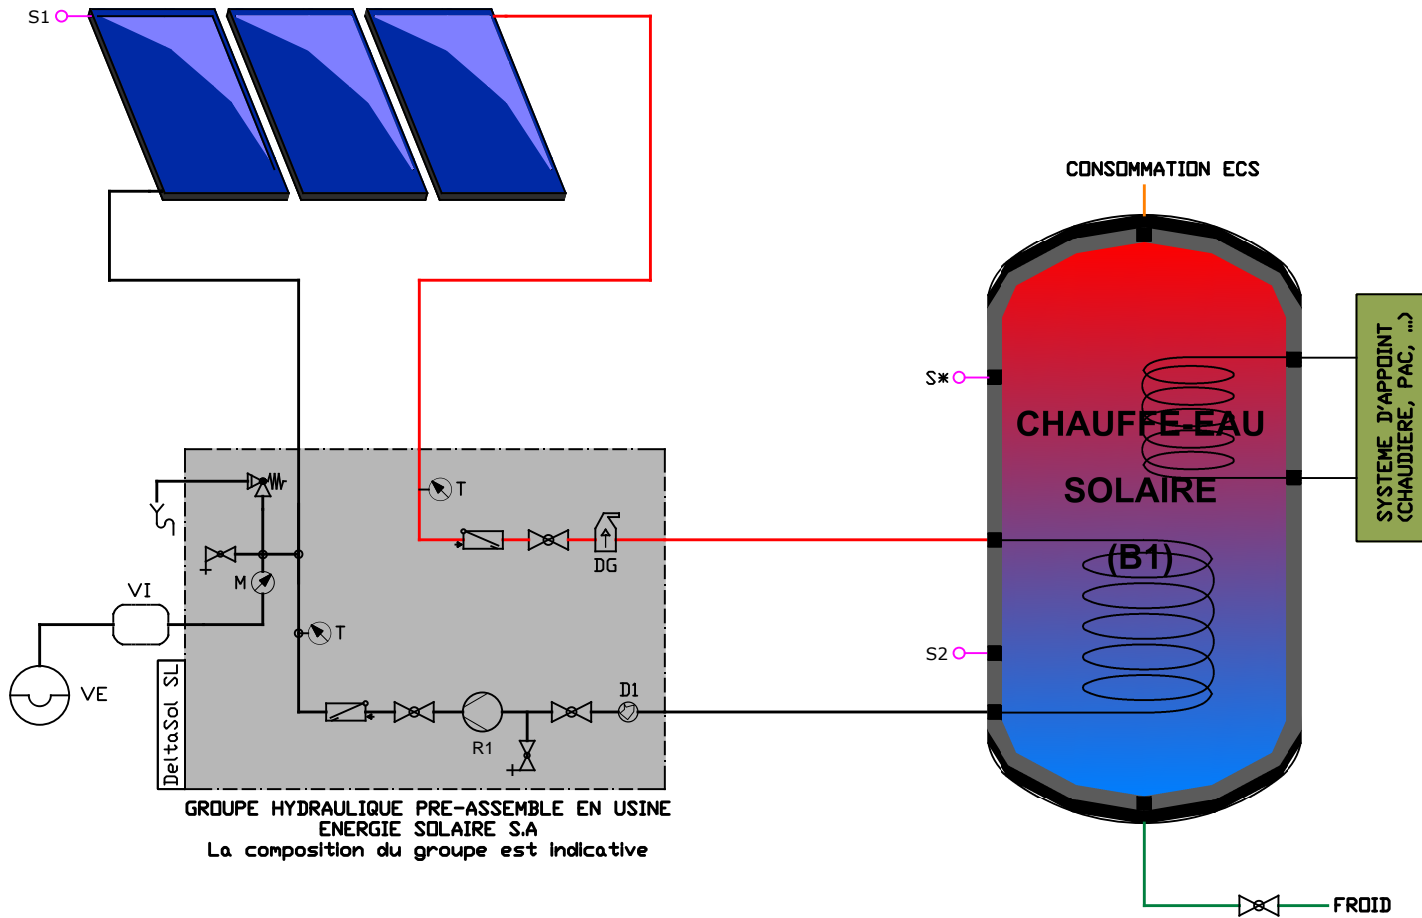 S1
CONSOMMATION ECS
SYSTEME D'APPOINT
(CHAUDIERE, PAC, ...)
S*
CHAUFFE-EAU
SOLAIRE
(B1)
T
DG
M
VI
T
S2
VE
D1
R1
DeltaSol SL
GROUPE HYDRAULIQUE PRE-ASSEMBLE EN USINE
ENERGIE SOLAIRE S.A
La composition du groupe est indicative
FROID